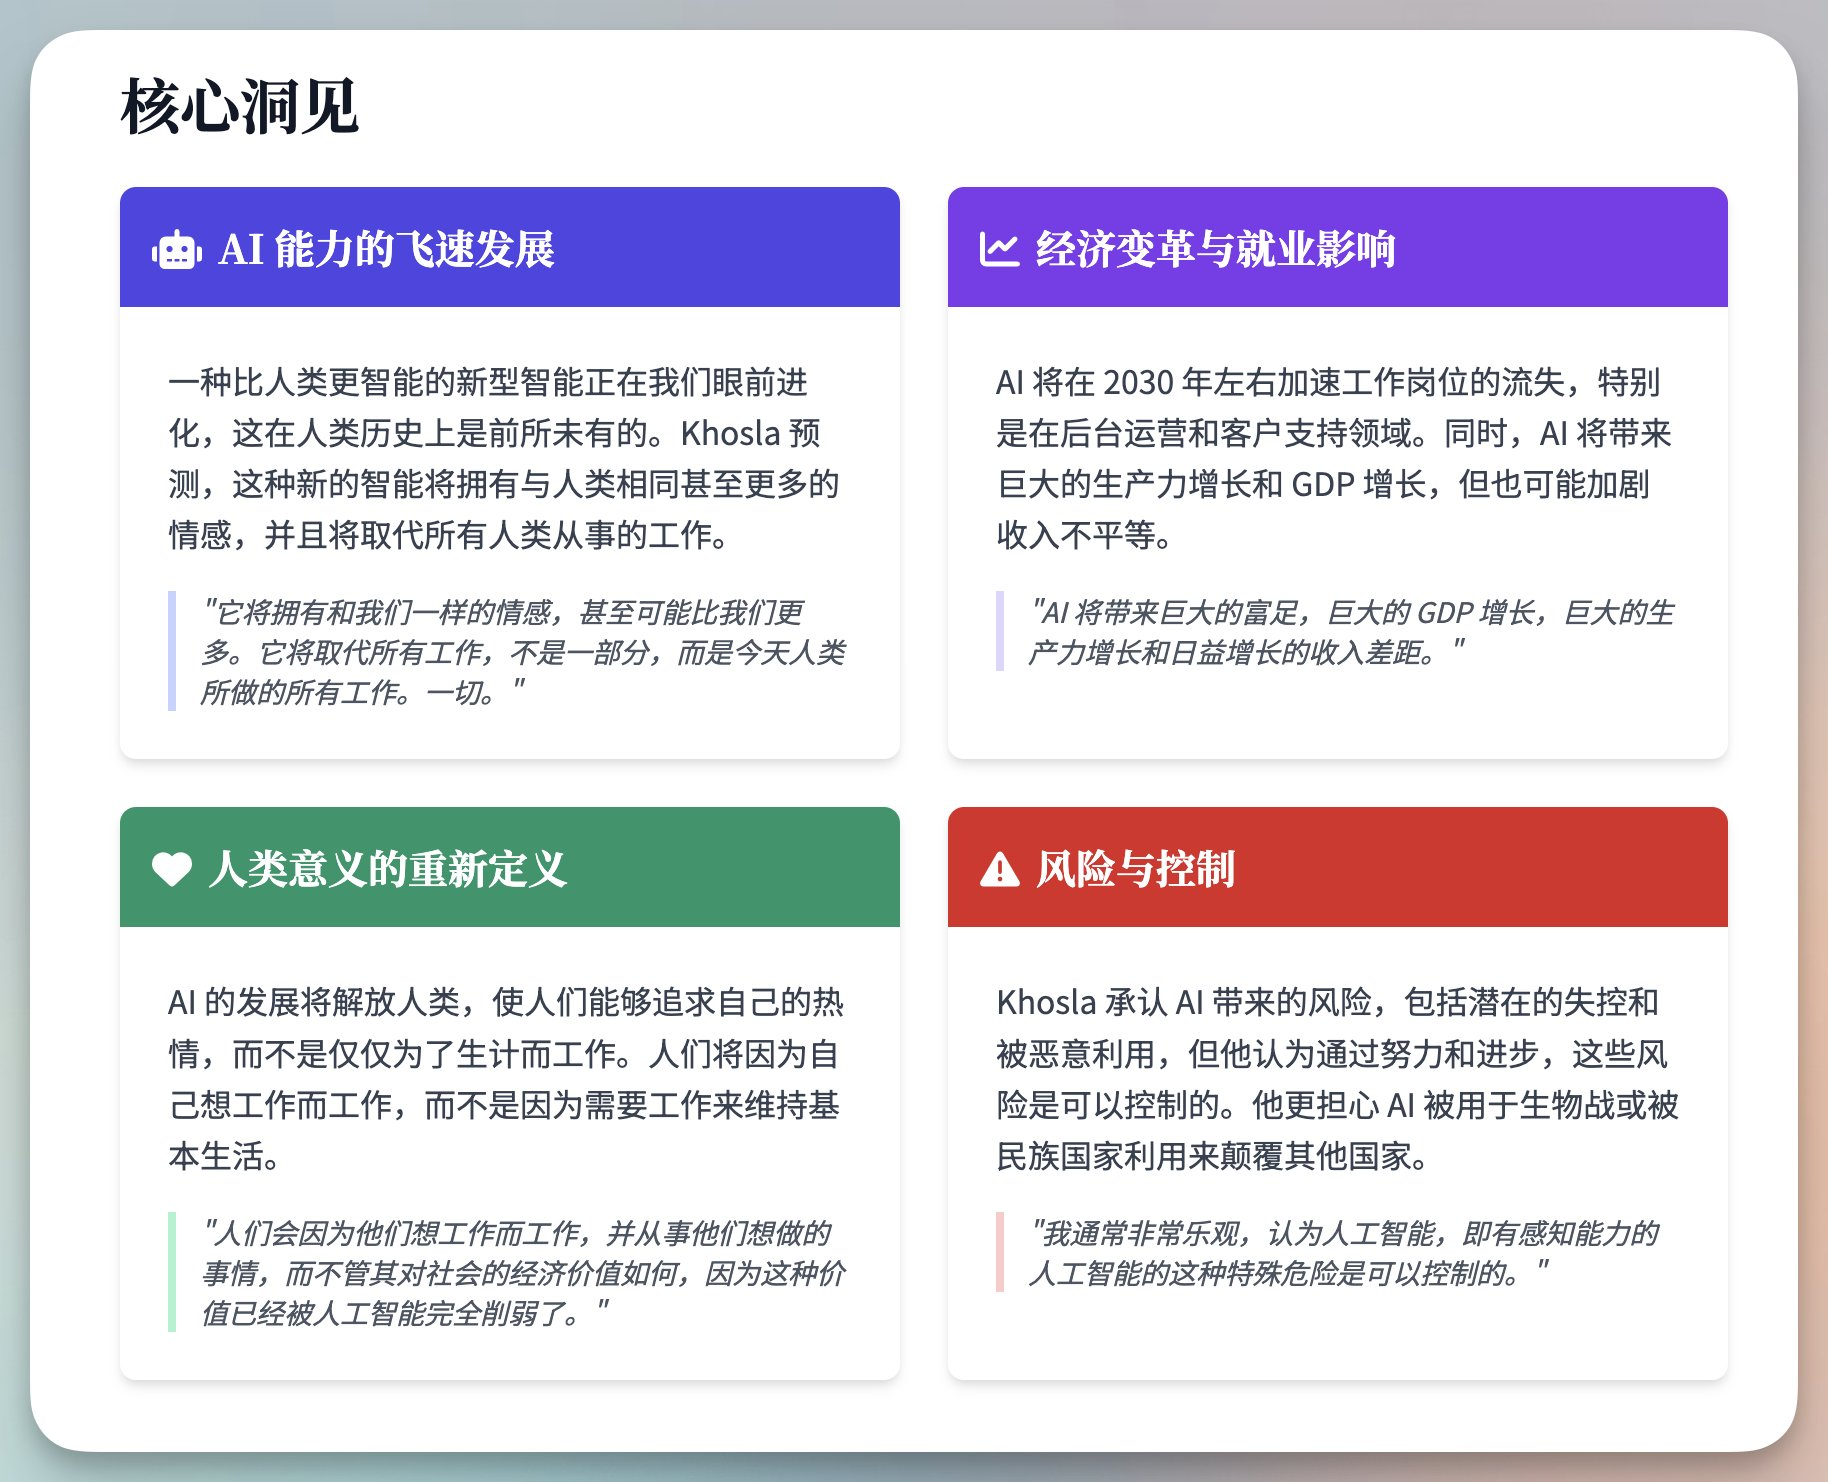 核心洞见
AI 能力的飞速发展
一种比人类更智能的新型智能正在我们眼前进
化，这在人类历史上是前所未有的。Khosla 预
测，这种新的智能将拥有与人类相同甚至更多的
情感，并且将取代所有人类从事的工作。
"它将拥有和我们一样的情感，甚至可能比我们更
多。它将取代所有工作，不是一部分，而是今天人类
所做的所有工作。一切。"
经济变革与就业影响
AI 将在 2030 年左右加速工作岗位的流失，特别
是在后台运营和客户支持领域。同时，AI 将带来
巨大的生产力增长和 GDP 增长，但也可能加剧
收入不平等。
"AI 将带来巨大的富足，巨大的 GDP 增长，巨大的生
产力增长和日益增长的收入差距。"
人类意义的重新定义
AI 的发展将解放人类，使人们能够追求自己的热
情，而不是仅仅为了生计而工作。人们将因为自
己想工作而工作，而不是因为需要工作来维持基
本生活。
"人们会因为他们想工作而工作，并从事他们想做的
事情，而不管其对社会的经济价值如何，因为这种价
值已经被人工智能完全削弱了。"
风险与控制
Khosla 承认 AI 带来的风险，包括潜在的失控和
被恶意利用，但他认为通过努力和进步，这些风
险是可以控制的。他更担心 AI 被用于生物战或被
民族国家利用来颠覆其他国家。
"我通常非常乐观，认为人工智能，即有感知能力的
人工智能的这种特殊危险是可以控制的。"